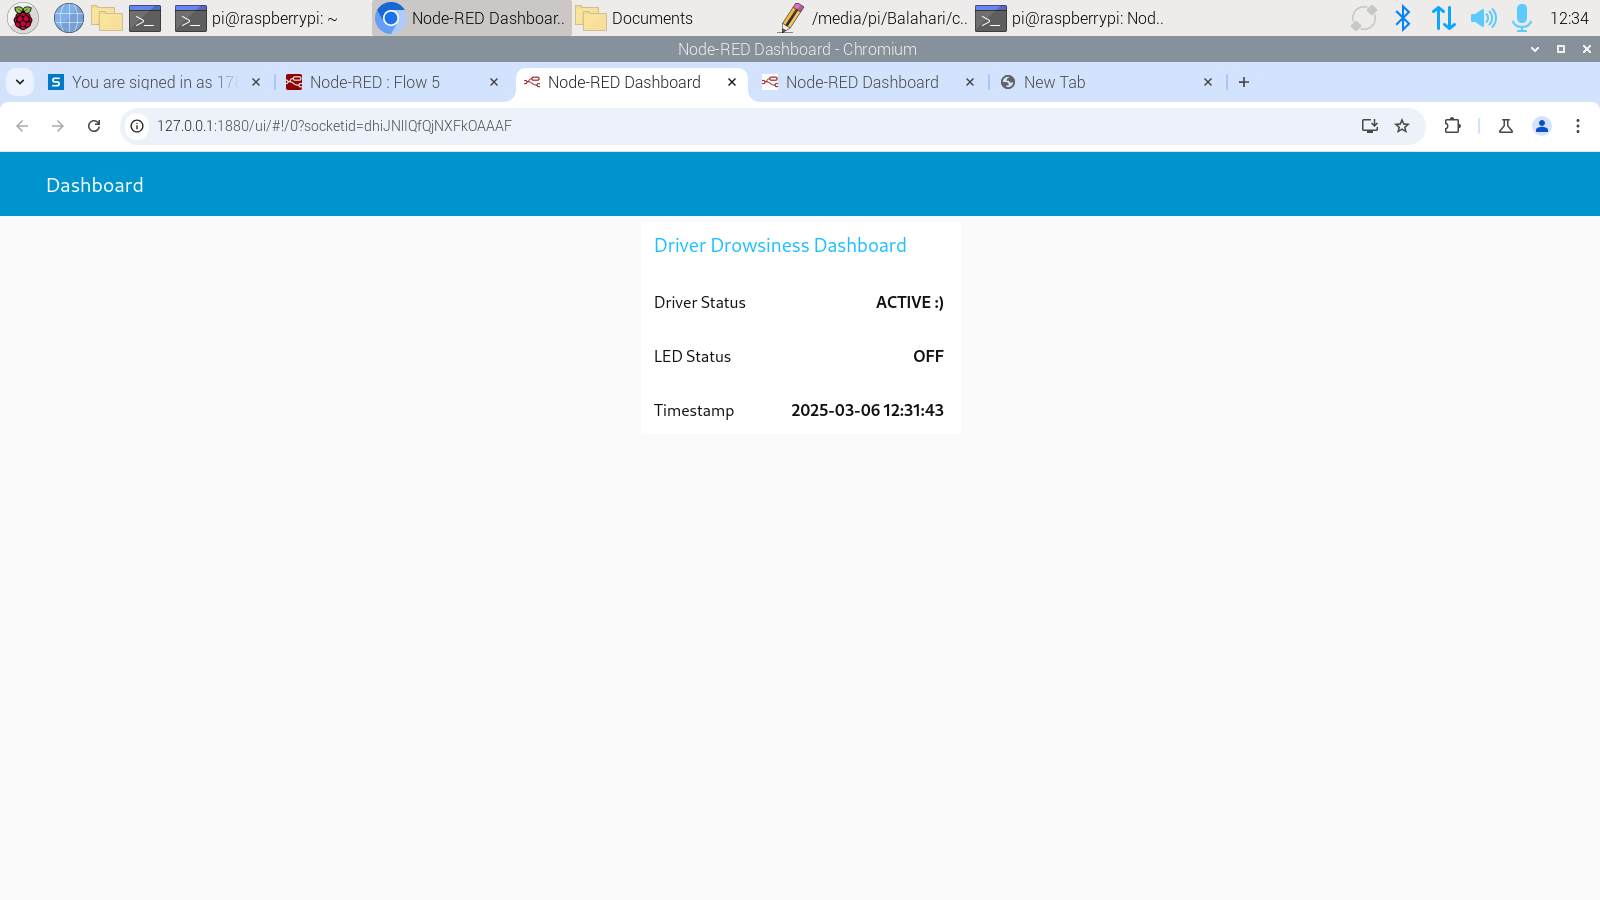 pi@raspberrypi: ~
Node-RED Dashboar..
Documents
/media/pi/Balahari/c..
pi@raspberrypi: Nod..
12:34
Node-RED Dashboard - Chromium
You are signed in as 178
Node-RED : Flow 5
Node-RED Dashboard
Node-RED Dashboard
New Tab
127.0.0.1:1880/ui/#!/0?socketid=dhiJNIIQfQjNXFkOAAAF
Dashboard
Driver Drowsiness Dashboard
Driver Status ACTIVE :)
LED Status OFF
Timestamp 2025-03-06 12:31:43